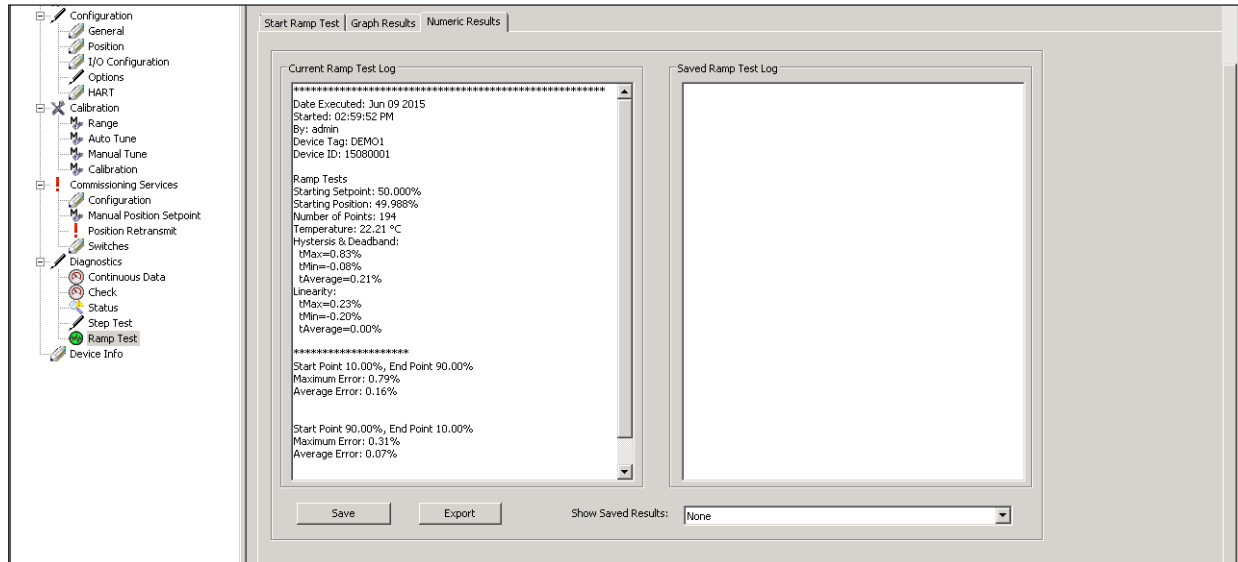 Configuration
General
Position
I/O Configuration
Options
HART
Calibration
Range
Auto Tune
Manual Tune
Calibration
Commissioning Services
Configuration
Manual Position Setpoint
Position Retransmit
Switches
Diagnostics
Continuous Data
Check
Status
Step Test
Ramp Test
Device Info
Start Ramp Test Graph Results Numeric Results
Current Ramp Test Log
*****************************************************
Date Executed: Jun 09 2015
Started: 02:59:52 PM
By: admin
Device Tag: DEMO1
Device ID: 15080001
Ramp Tests
Starting Setpoint: 50.000%
Starting Position: 49.988%
Number of Points: 194
Temperature: 22.21 °C
Hystersis & Deadband:
tMax=0.83%
tMin=-0.08%
tAverage=0.21%
Linearity:
tMax=0.23%
tMin=-0.20%
tAverage=0.00%
********************
Start Point 10.00%, End Point 90.00%
Maximum Error: 0.79%
Average Error: 0.16%
Start Point 90.00%, End Point 10.00%
Maximum Error: 0.31%
Average Error: 0.07%
Saved Ramp Test Log
Save Export Show Saved Results: None